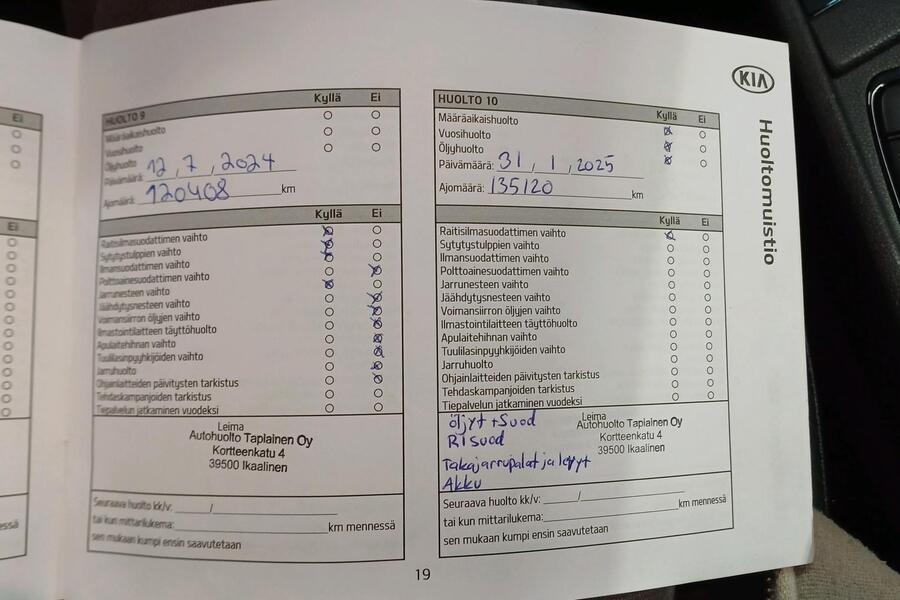 Ei
Ei
HUOLTO 9 Kyllä Ei
Määräaikaishuolto
Vuosihuolto
Öljyhuolto
Päivämäärä: 12, 7, 2024
Ajomäärä: 120408 km
Kyllä Ei
Raitisilmasuodattimen vaihto
Sytytystulppien vaihto
Ilmansuodattimen vaihto
Polttoainesuodattimen vaihto
Jarrunesteen vaihto
Jäähdytysnesteen vaihto
Voimansiirron öljyjen vaihto
Ilmastointilaitteen täyttöhuolto
Apulaitehihnan vaihto
Tuulilasinpyyhkijöiden vaihto
Jarruhuolto
Ohjainlaitteiden päivitysten tarkistus
Tehdaskampanjoiden tarkistus
Tiepalvelun jatkaminen vuodeksi
Leima
Autohuolto Taplainen Oy
Kortteenkatu 4
39500 Ikaalinen
Seuraava huolto kk/v: /
tai kun mittarilukema: km mennessä
sen mukaan kumpi ensin saavutetaan
HUOLTO 10 Kyllä Ei
Määräaikaishuolto
Vuosihuolto
Öljyhuolto
Päivämäärä: 31, 1, 2025
Ajomäärä: 135120 km
Kyllä Ei
Raitisilmasuodattimen vaihto
Sytytystulppien vaihto
Ilmansuodattimen vaihto
Polttoainesuodattimen vaihto
Jarrunesteen vaihto
Jäähdytysnesteen vaihto
Voimansiirron öljyjen vaihto
Ilmastointilaitteen täyttöhuolto
Apulaitehihnan vaihto
Tuulilasinpyyhkijöiden vaihto
Jarruhuolto
Ohjainlaitteiden päivitysten tarkistus
Tehdaskampanjoiden tarkistus
Tiepalvelun jatkaminen vuodeksi
öljyt + Suod
RI suod
Takajarrupalat ja levyt
Akku
Leima
Autohuolto Taplainen Oy
Kortteenkatu 4
39500 Ikaalinen
Seuraava huolto kk/v: /
tai kun mittarilukema: km mennessä
sen mukaan kumpi ensin saavutetaan
KIA
Huoltomuistio
19